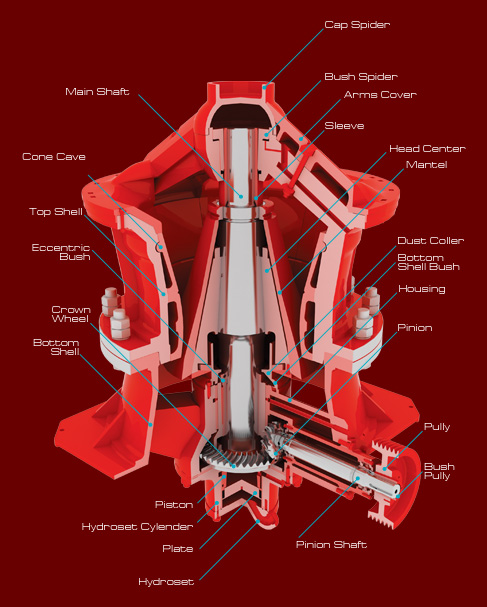 Cap Spider
Bush Spider
Main Shaft
Arms Cover
Sleeve
Head Center
Cone Cave
Mantel
Top Shell
Dust Coller
Eccentric
Bush
Bottom
Shell Bush
Housing
Crown
Wheel
Pinion
Bottom
Shell
Pully
Bush
Pully
Piston
Hydroset Cylender
Pinion Shaft
Plate
Hydroset